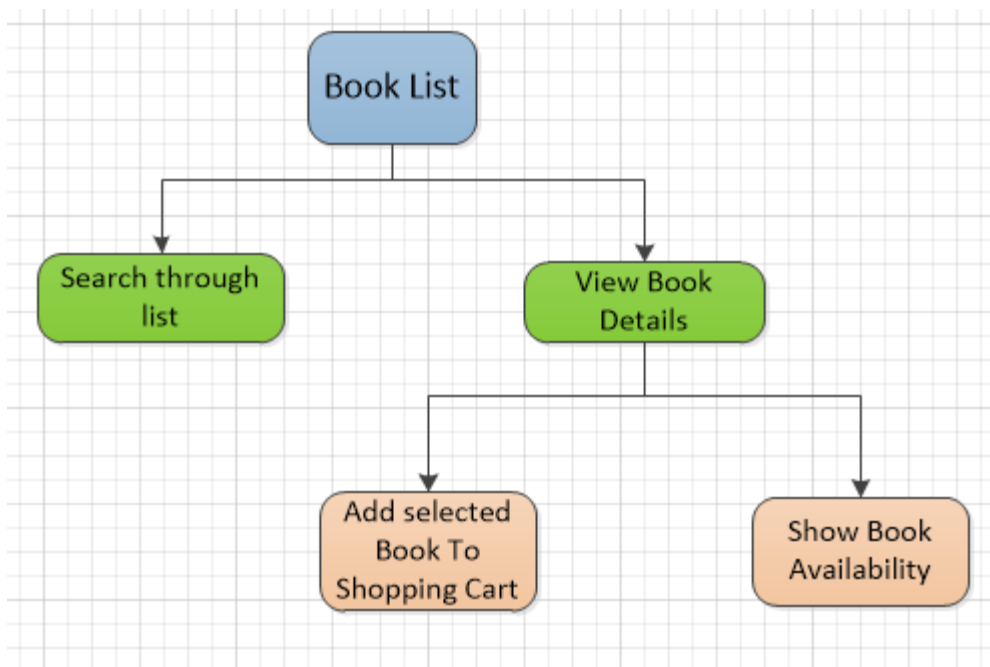 Book List
Search through
list
View Book
Details
Add selected
Book To
Shopping Cart
Show Book
Availability